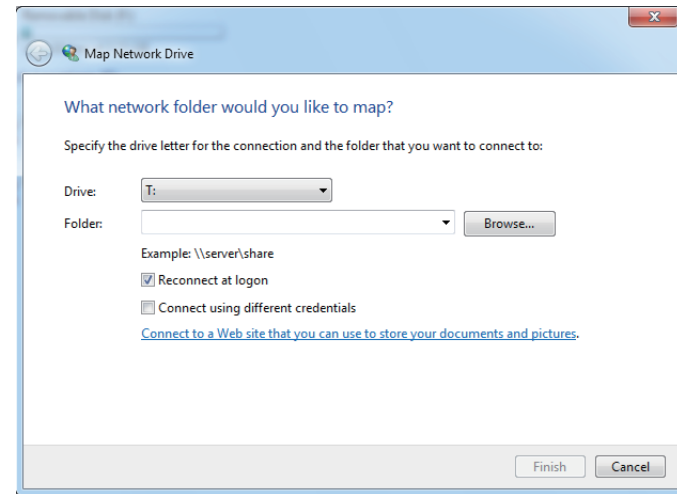 Map Network Drive
What network folder would you like to map?
Specify the drive letter for the connection and the folder that you want to connect to:
Drive: T:
Folder: Browse...
Example: \\server\share
Reconnect at logon
Connect using different credentials
Connect to a Web site that you can use to store your documents and pictures.
Finish Cancel